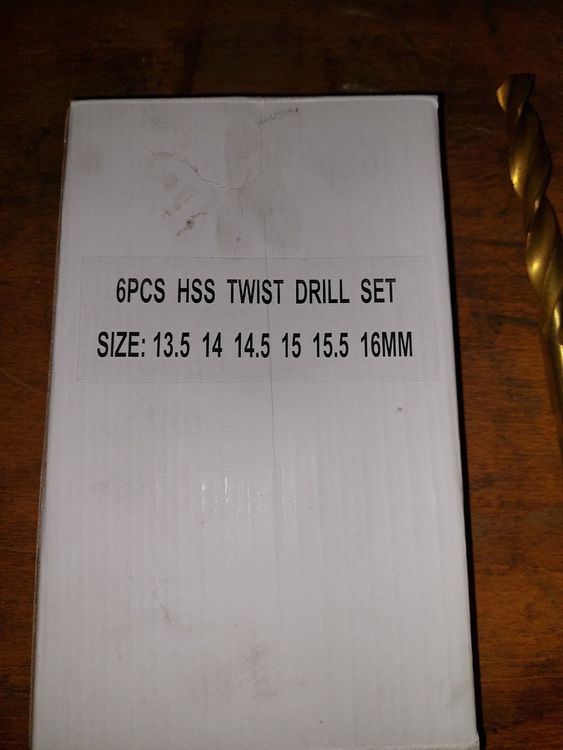 6PCS HSS TWIST DRILL SET
SIZE: 13.5 14 14.5 15 15.5 16MM